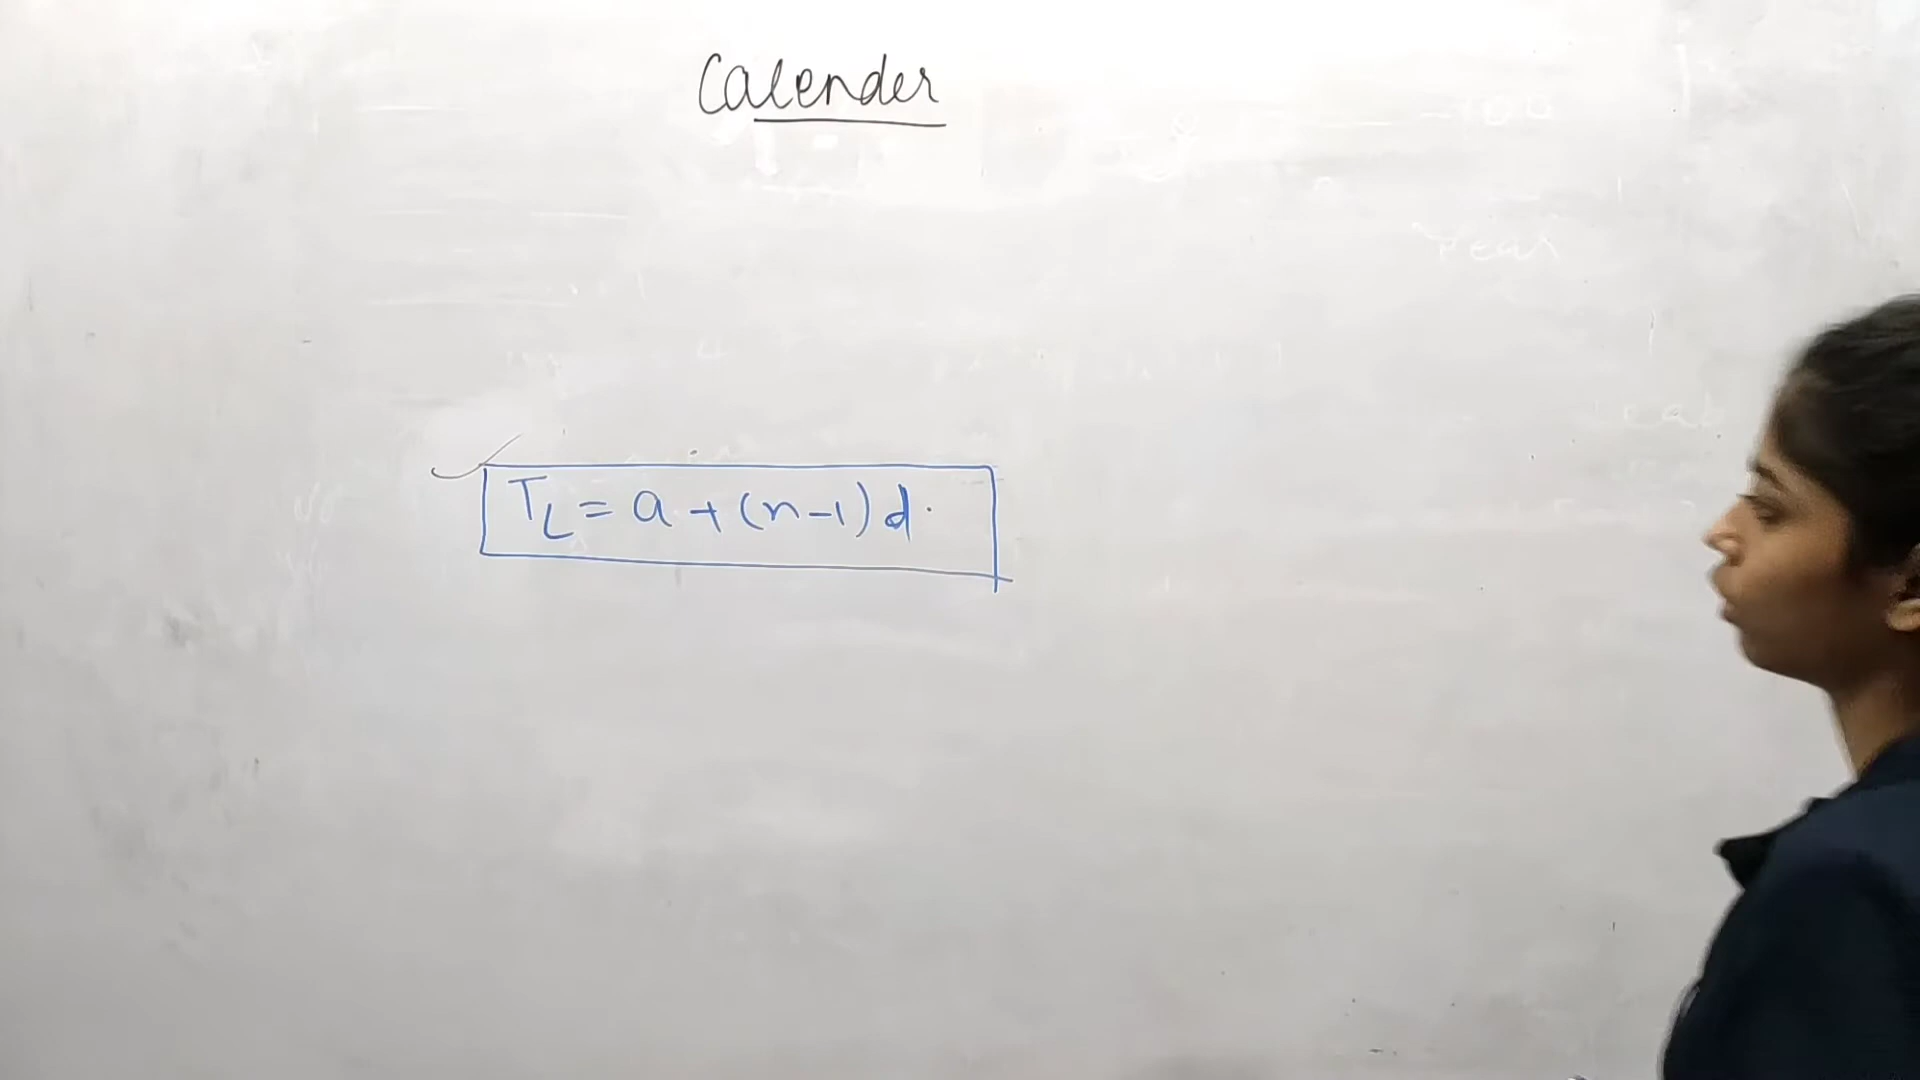 Calender
T_L = a + (n-1) d.